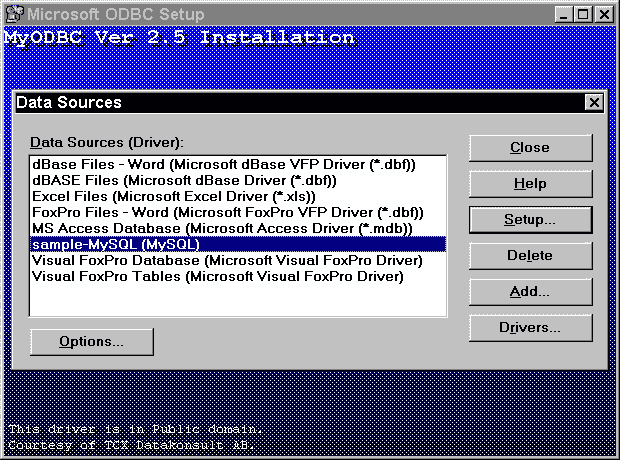 Microsoft ODBC Setup
MyODBC Ver 2.5 Installation
Data Sources
Data Sources (Driver):
dBase Files - Word (Microsoft dBase VFP Driver (*.dbf))
dBASE Files (Microsoft dBase Driver (*.dbf))
Excel Files (Microsoft Excel Driver (*.xls))
FoxPro Files - Word (Microsoft FoxPro VFP Driver (*.dbf))
MS Access Database (Microsoft Access Driver (*.mdb))
sample-MySQL (MySQL)
Visual FoxPro Database (Microsoft Visual FoxPro Driver)
Visual FoxPro Tables (Microsoft Visual FoxPro Driver)
Close
Help
Setup...
Delete
Add...
Drivers...
Options...
This driver is in Public domain.
Courtesy of TCX Datakonsult AB.